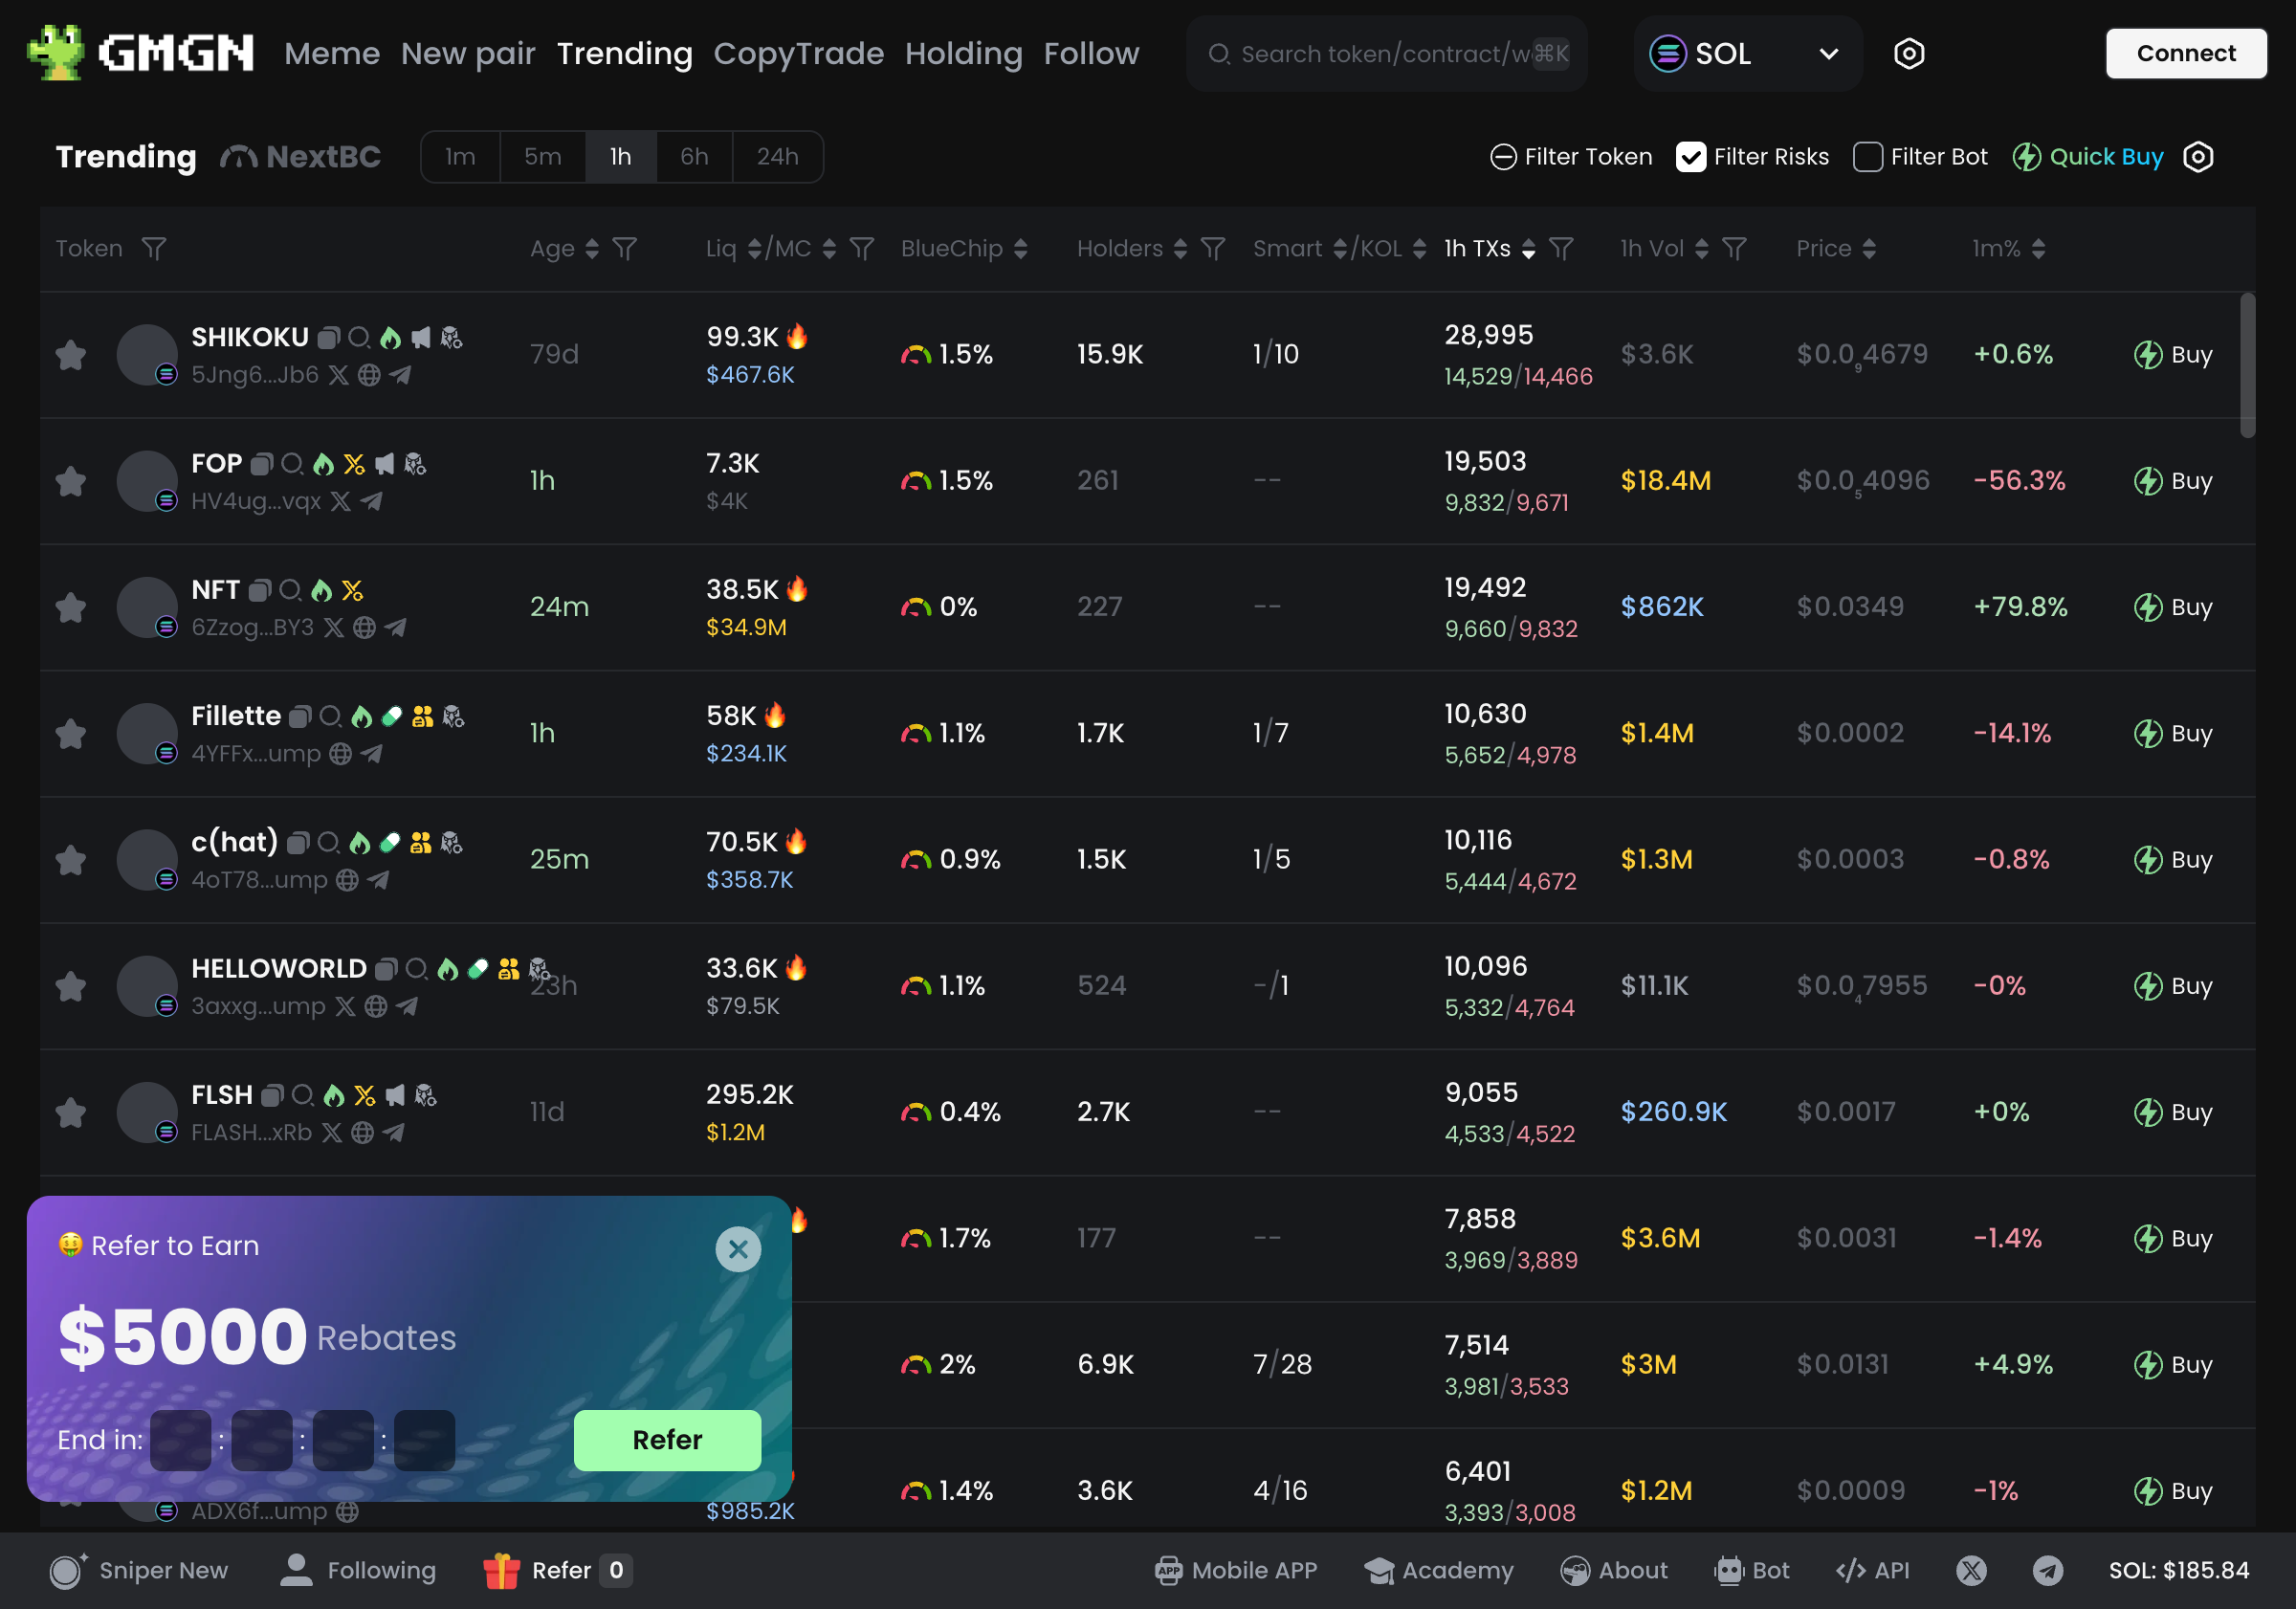 GMGN Meme New pair Trending CopyTrade Holding Follow Search token/contract/w ⌘K SOL Connect
Trending NextBC 1m 5m 1h 6h 24h Filter Token Filter Risks Filter Bot Quick Buy
Token Age Liq /MC BlueChip Holders Smart /KOL 1h TXs 1h Vol Price 1m%
SHIKOKU 99.3K 28,995
79d 1.5% 15.9K 1/10 $3.6K $0.0₉4679 +0.6% Buy
5Jng6...Jb6 $467.6K 14,529/14,466
FOP 7.3K 19,503
1h 1.5% 261 -- $18.4M $0.0₅4096 -56.3% Buy
HV4ug...vqx $4K 9,832/9,671
NFT 38.5K 19,492
24m 0% 227 -- $862K $0.0349 +79.8% Buy
6Zzog...BY3 $34.9M 9,660/9,832
Fillette 58K 10,630
1h 1.1% 1.7K 1/7 $1.4M $0.0002 -14.1% Buy
4YFFx...ump $234.1K 5,652/4,978
c(hat) 70.5K 10,116
25m 0.9% 1.5K 1/5 $1.3M $0.0003 -0.8% Buy
4oT78...ump $358.7K 5,444/4,672
HELLOWORLD 33.6K 10,096
23h 1.1% 524 -/1 $11.1K $0.0₄7955 -0% Buy
3axxg...ump $79.5K 5,332/4,764
FLSH 295.2K 9,055
11d 0.4% 2.7K -- $260.9K $0.0017 +0% Buy
FLASH...xRb $1.2M 4,533/4,522
7,858
1.7% 177 -- $3.6M $0.0031 -1.4% Buy
3,969/3,889
7,514
2% 6.9K 7/28 $3M $0.0131 +4.9% Buy
3,981/3,533
6,401
1.4% 3.6K 4/16 $1.2M $0.0009 -1% Buy
ADX6f...ump $985.2K 3,393/3,008
Refer to Earn
$5000 Rebates
End in: : : : Refer
Sniper New Following Refer 0 APP Mobile APP Academy About Bot API SOL: $185.84